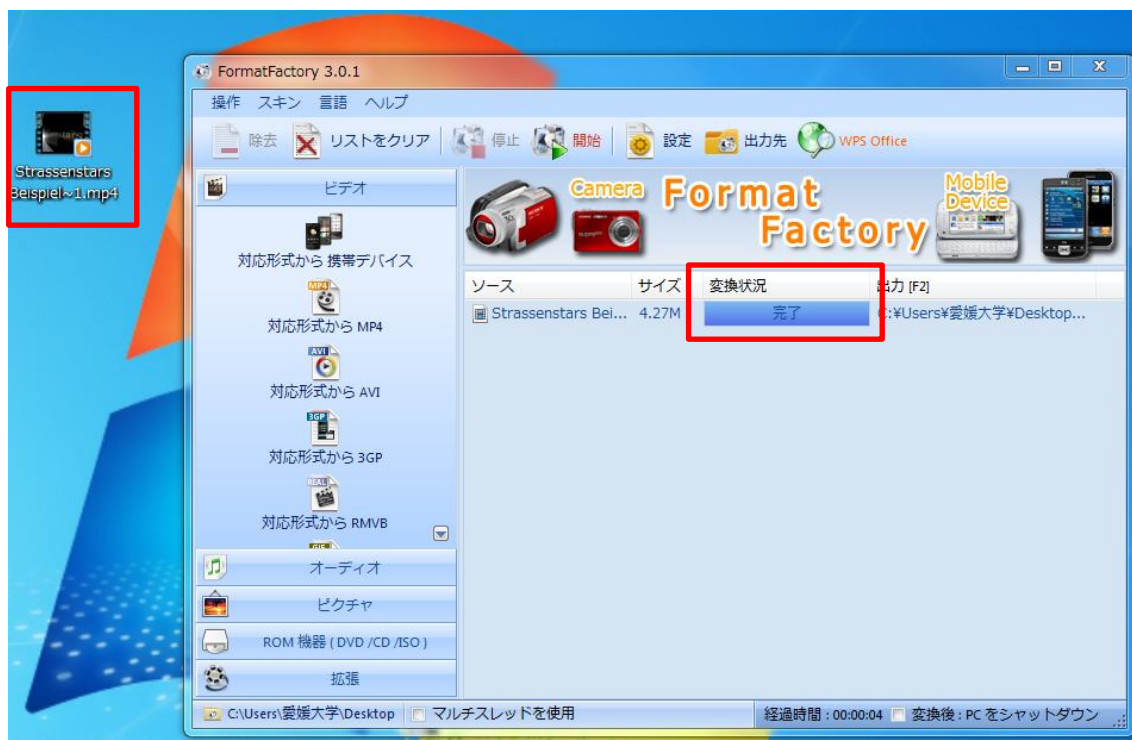 FormatFactory 3.0.1
操作 スキン 言語 ヘルプ
除去 リストをクリア 停止 開始 設定 出力先 WPS Office
Strassenstars
Beispiel~1.mp4
ビデオ
対応形式から 携帯デバイス
MP4
対応形式から MP4
AVI
対応形式から AVI
3GP
対応形式から 3GP
REAL
対応形式から RMVB
オーディオ
ピクチャ
ROM 機器 ( DVD /CD /ISO )
拡張
Camera Format Factory Mobile Device
ソース サイズ 変換状況 出力 [F2]
Strassenstars Bei... 4.27M 完了 C:¥Users¥愛媛大学¥Desktop...
C:\Users\愛媛大学\Desktop マルチスレッドを使用 経過時間 : 00:00:04 変換後 : PC をシャットダウン